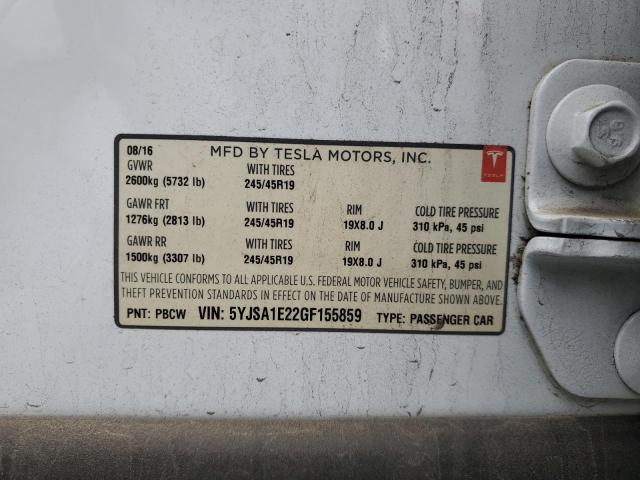 08/16 MFD BY TESLA MOTORS, INC.
TESLA
GVWR WITH TIRES
2600kg (5732 lb) 245/45R19
GAWR FRT WITH TIRES RIM COLD TIRE PRESSURE
1276kg (2813 lb) 245/45R19 19X8.0 J 310 kPa, 45 psi
GAWR RR WITH TIRES RIM COLD TIRE PRESSURE
1500kg (3307 lb) 245/45R19 19X8.0 J 310 kPa, 45 psi
THIS VEHICLE CONFORMS TO ALL APPLICABLE U.S. FEDERAL MOTOR VEHICLE SAFETY, BUMPER, AND
THEFT PREVENTION STANDARDS IN EFFECT ON THE DATE OF MANUFACTURE SHOWN ABOVE.
PNT: PBCW VIN: 5YJSA1E22GF155859 TYPE: PASSENGER CAR